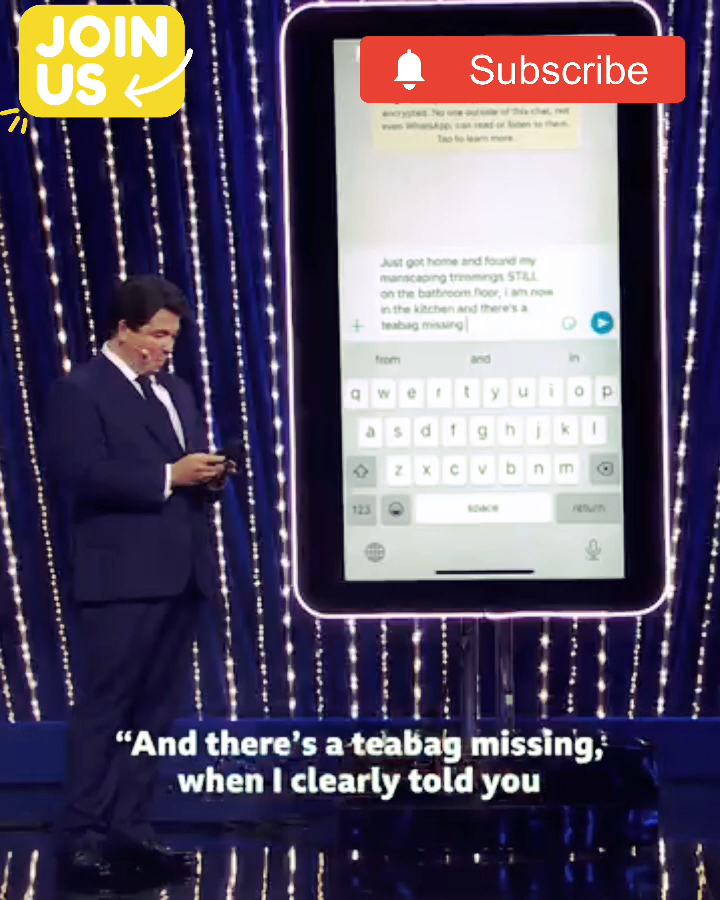 JOIN
US
Subscribe
encrypted. No one outside of this chat, not
even WhatsApp, can read or listen to them.
Tap to learn more.
Just got home and found my
manscaping trimmings STILL
on the bathroom floor, i am now
in the kitchen and there's a
teabag missing
from and in
q w e r t y u i o p
a s d f g h j k l
z x c v b n m
123 space return
“And there's a teabag missing,
when I clearly told you